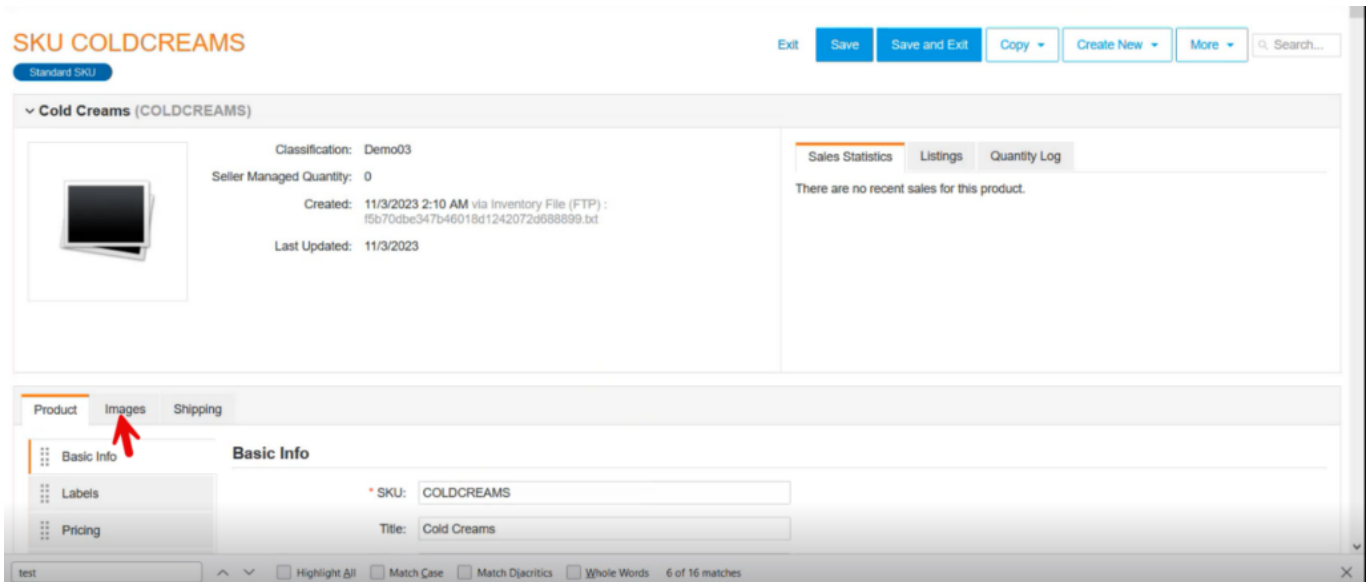 SKU COLDCREAMS
Exit Save Save and Exit Copy Create New More Search...
Standard SKU
Cold Creams (COLDCREAMS)
Classification: Demo03
Seller Managed Quantity: 0
Created: 11/3/2023 2:10 AM via Inventory File (FTP) :
f5b70dbe347b46018d1242072d688899.txt
Last Updated: 11/3/2023
Sales Statistics Listings Quantity Log
There are no recent sales for this product.
Product Images Shipping
Basic Info
Labels
Pricing
Basic Info
* SKU: COLDCREAMS
Title: Cold Creams
test Highlight All Match Case Match Diacritics Whole Words 6 of 16 matches